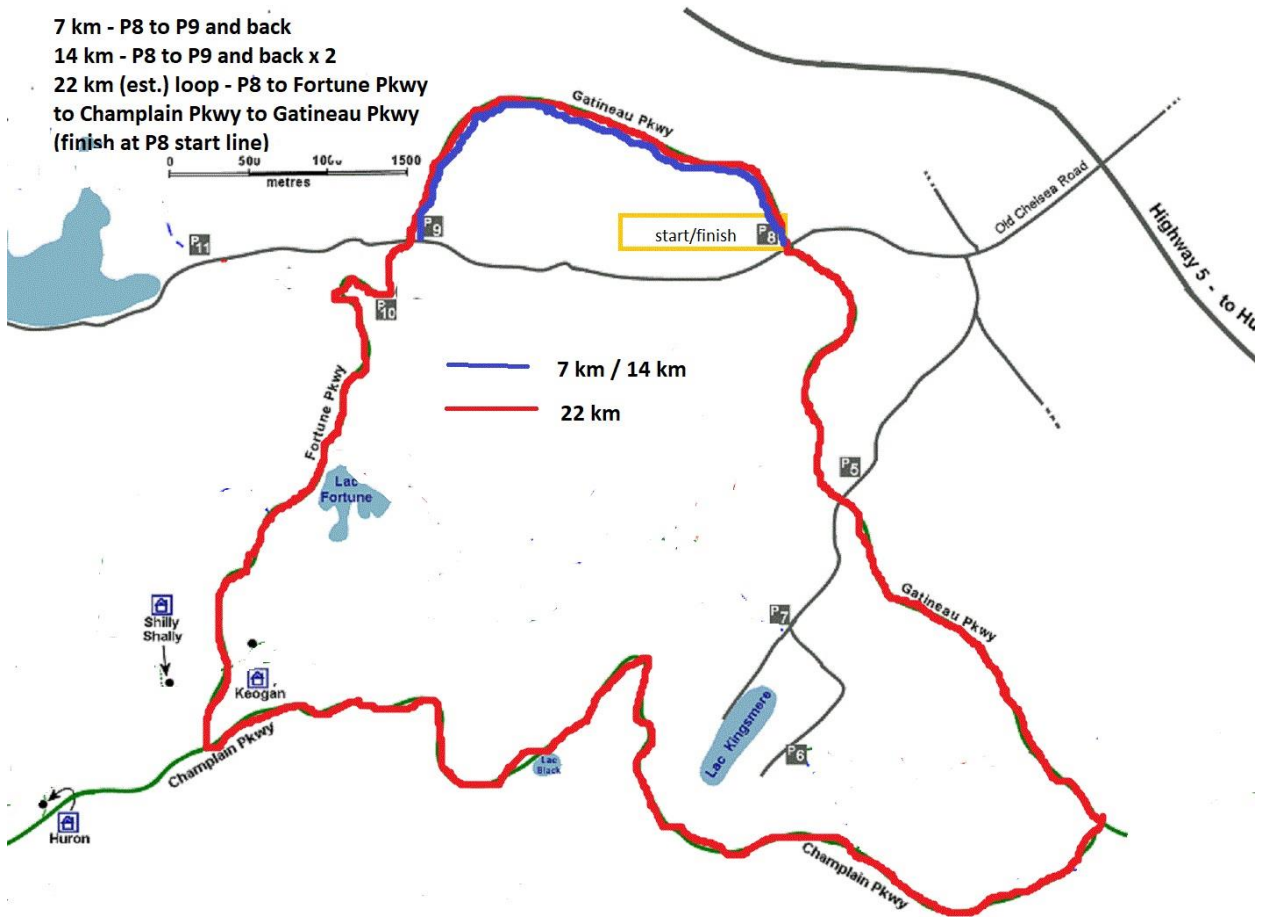 7 km - P8 to P9 and back
14 km - P8 to P9 and back x 2
22 km (est.) loop - P8 to Fortune Pkwy
to Champlain Pkwy to Gatineau Pkwy
(finish at P8 start line)
0 500 1000 1500
metres
Gatineau Pkwy
Old Chelsea Road
Highway 5 - to Hu
P11
P9
start/finish
P8
P10
7 km / 14 km
22 km
Fortune Pkwy
Lac
Fortune
P5
Gatineau Pkwy
Shilly
Shally
P7
Keogan
Lac Kingsmere
P6
Champlain Pkwy
Lac
Black
Huron
Champlain Pkwy